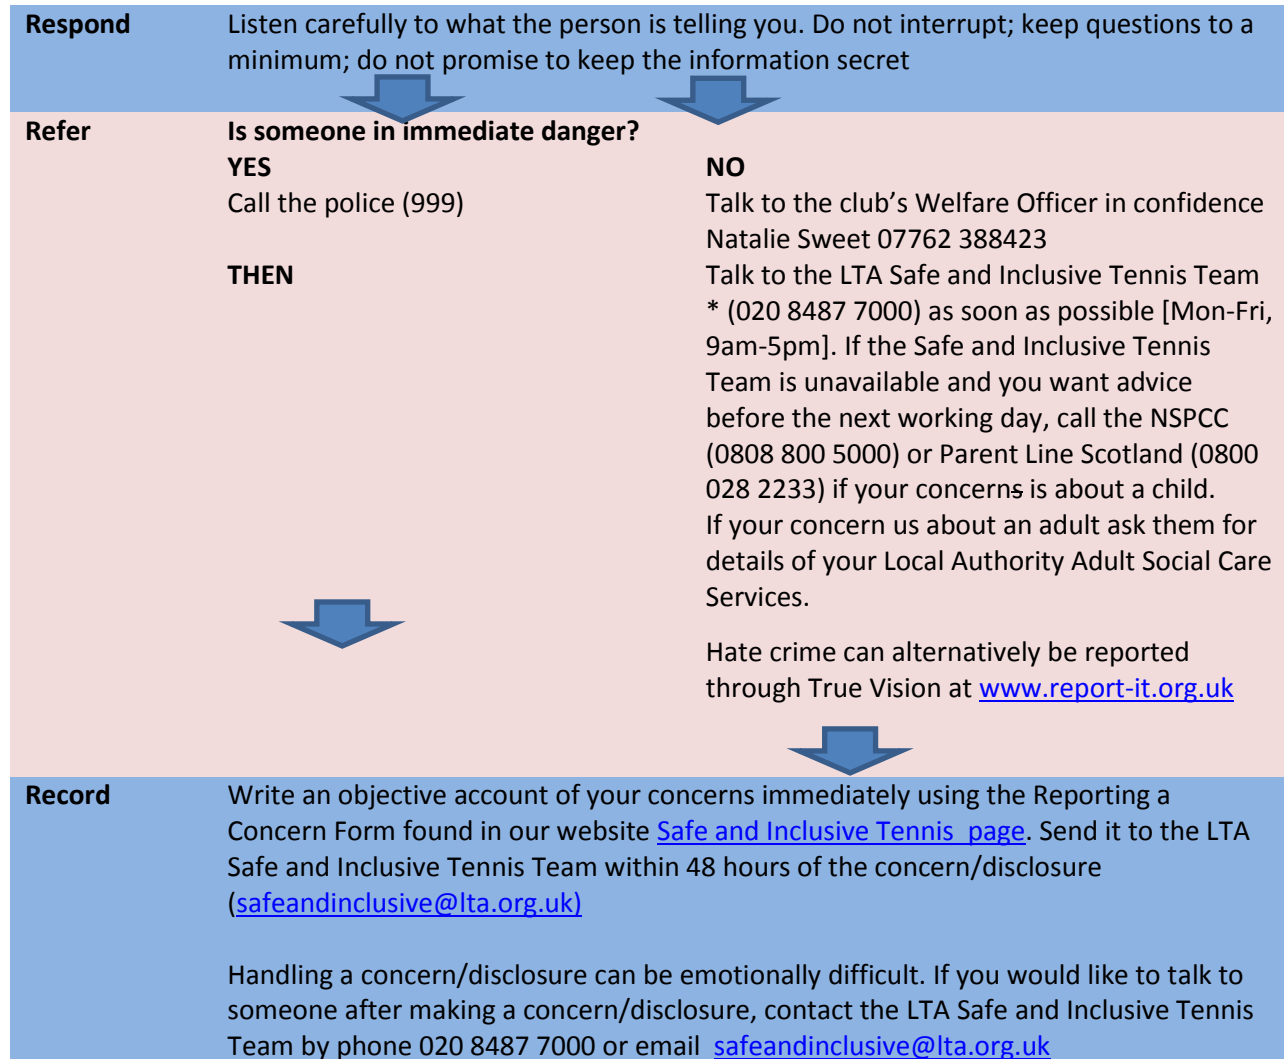 Respond Listen carefully to what the person is telling you. Do not interrupt; keep questions to a
minimum; do not promise to keep the information secret
Refer Is someone in immediate danger?
YES NO
Call the police (999) Talk to the club’s Welfare Officer in confidence
Natalie Sweet 07762 388423
THEN Talk to the LTA Safe and Inclusive Tennis Team
* (020 8487 7000) as soon as possible [Mon-Fri,
9am-5pm]. If the Safe and Inclusive Tennis
Team is unavailable and you want advice
before the next working day, call the NSPCC
(0808 800 5000) or Parent Line Scotland (0800
028 2233) if your concerns is about a child.
If your concern us about an adult ask them for
details of your Local Authority Adult Social Care
Services.
Hate crime can alternatively be reported
through True Vision at www.report-it.org.uk
Record Write an objective account of your concerns immediately using the Reporting a
Concern Form found in our website Safe and Inclusive Tennis  page. Send it to the LTA
Safe and Inclusive Tennis Team within 48 hours of the concern/disclosure
(safeandinclusive@lta.org.uk)
Handling a concern/disclosure can be emotionally difficult. If you would like to talk to
someone after making a concern/disclosure, contact the LTA Safe and Inclusive Tennis
Team by phone 020 8487 7000 or email  safeandinclusive@lta.org.uk